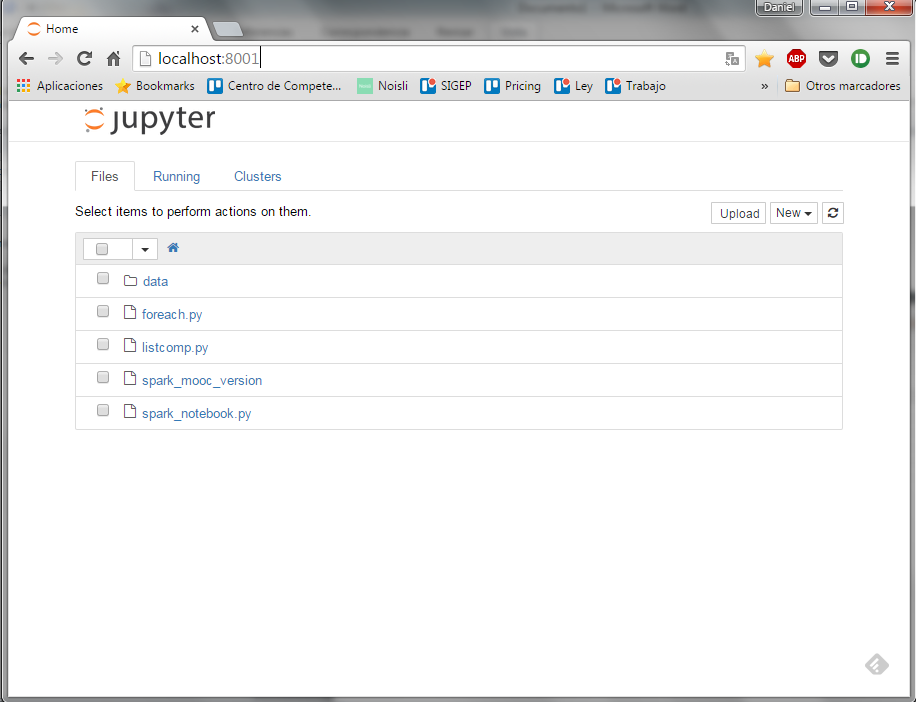 Daniel
Home
localhost:8001
ABP
Aplicaciones Bookmarks Centro de Compete... Noisli SIGEP Pricing Ley Trabajo » Otros marcadores
jupyter
Files Running Clusters
Select items to perform actions on them.
Upload New
data
foreach.py
listcomp.py
spark_mooc_version
spark_notebook.py